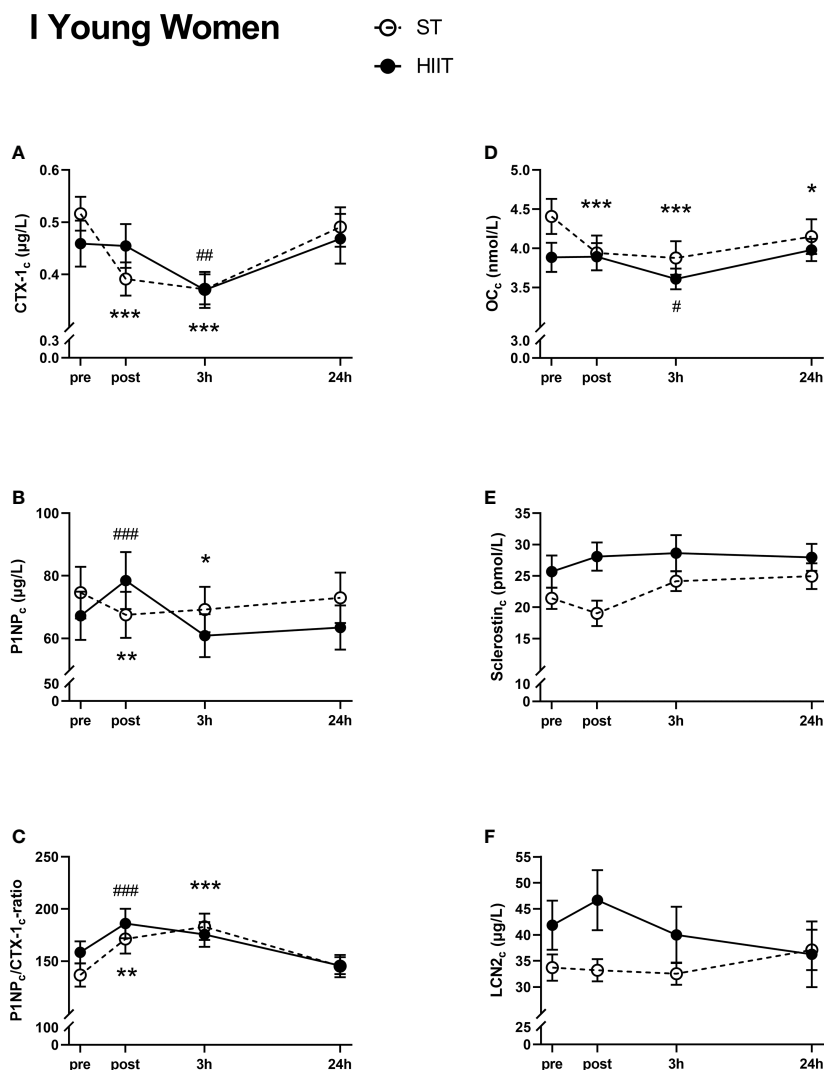 I Young Women
ST
HIIT
A
0.6
0.5
0.4
0.3
0.0
CTX-1c (µg/L)
##
***
***
pre post 3h 24h
D
5.0
4.5
4.0
3.5
3.0
0.0
OCc (nmol/L)
***
***
*
#
pre post 3h 24h
B
100
80
60
50
0
P1NPc (µg/L)
###
*
**
pre post 3h 24h
E
35
30
25
20
15
10
0
Sclerostinc (pmol/L)
pre post 3h 24h
C
250
200
150
100
0
P1NPc/CTX-1c-ratio
###
***
**
pre post 3h 24h
F
55
50
45
40
35
30
25
0
LCN2c (µg/L)
pre post 3h 24h